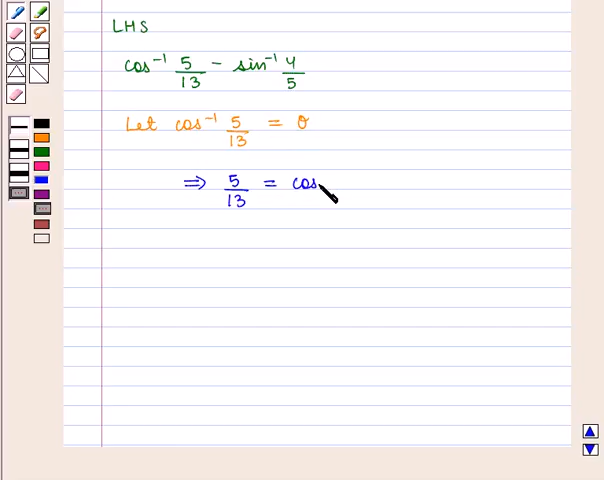 LHS
cos⁻¹ 5/13 − sin⁻¹ 4/5
Let cos⁻¹ 5/13 = θ
⇒ 5/13 = cos